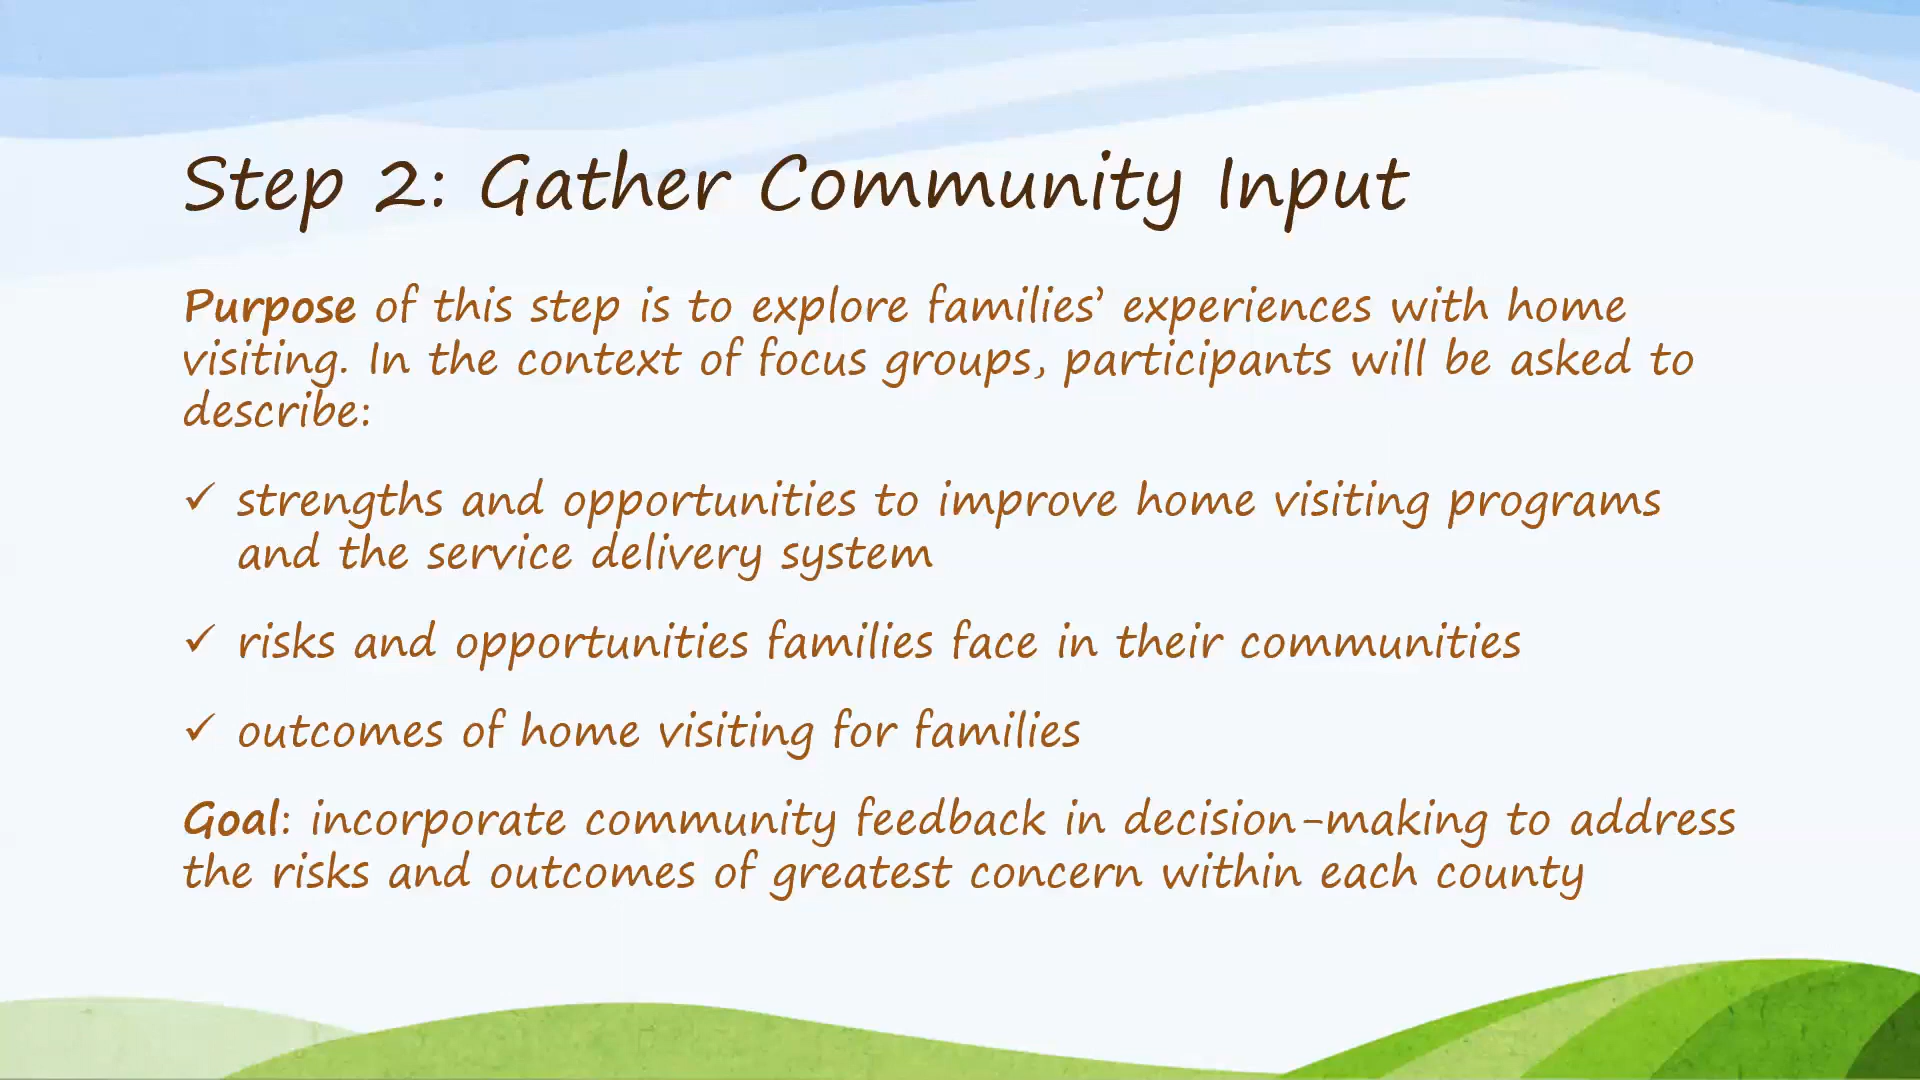 Step 2: Gather Community Input
Purpose of this step is to explore families’ experiences with home
visiting. In the context of focus groups, participants will be asked to
describe:
✓ strengths and opportunities to improve home visiting programs
and the service delivery system
✓ risks and opportunities families face in their communities
✓ outcomes of home visiting for families
Goal: incorporate community feedback in decision-making to address
the risks and outcomes of greatest concern within each county